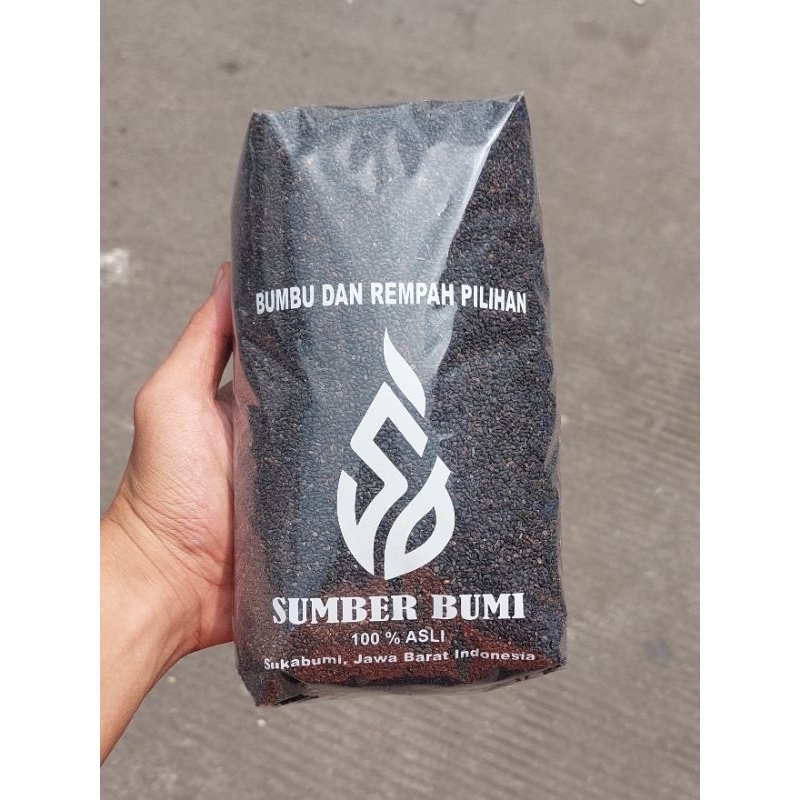 BUMBU DAN REMPAH PILIHAN
SUMBER BUMI
100 % ASLI
Sukabumi, Jawa Barat Indonesia